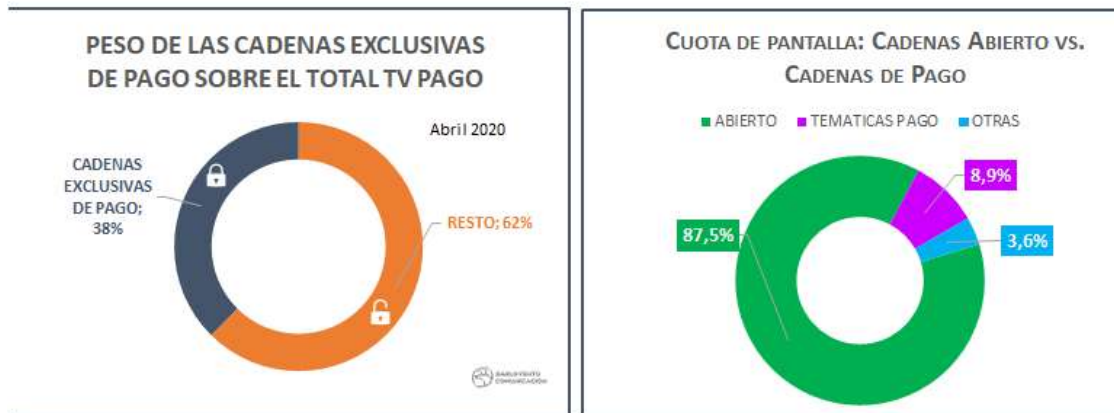 PESO DE LAS CADENAS EXCLUSIVAS
DE PAGO SOBRE EL TOTAL TV PAGO
Abril 2020
CADENAS
EXCLUSIVAS
DE PAGO;
38%
RESTO; 62%
BARLOVENTO
COMUNICACIÓN
CUOTA DE PANTALLA: CADENAS ABIERTO VS.
CADENAS DE PAGO
ABIERTO TEMATICAS PAGO OTRAS
8,9%
87,5%
3,6%